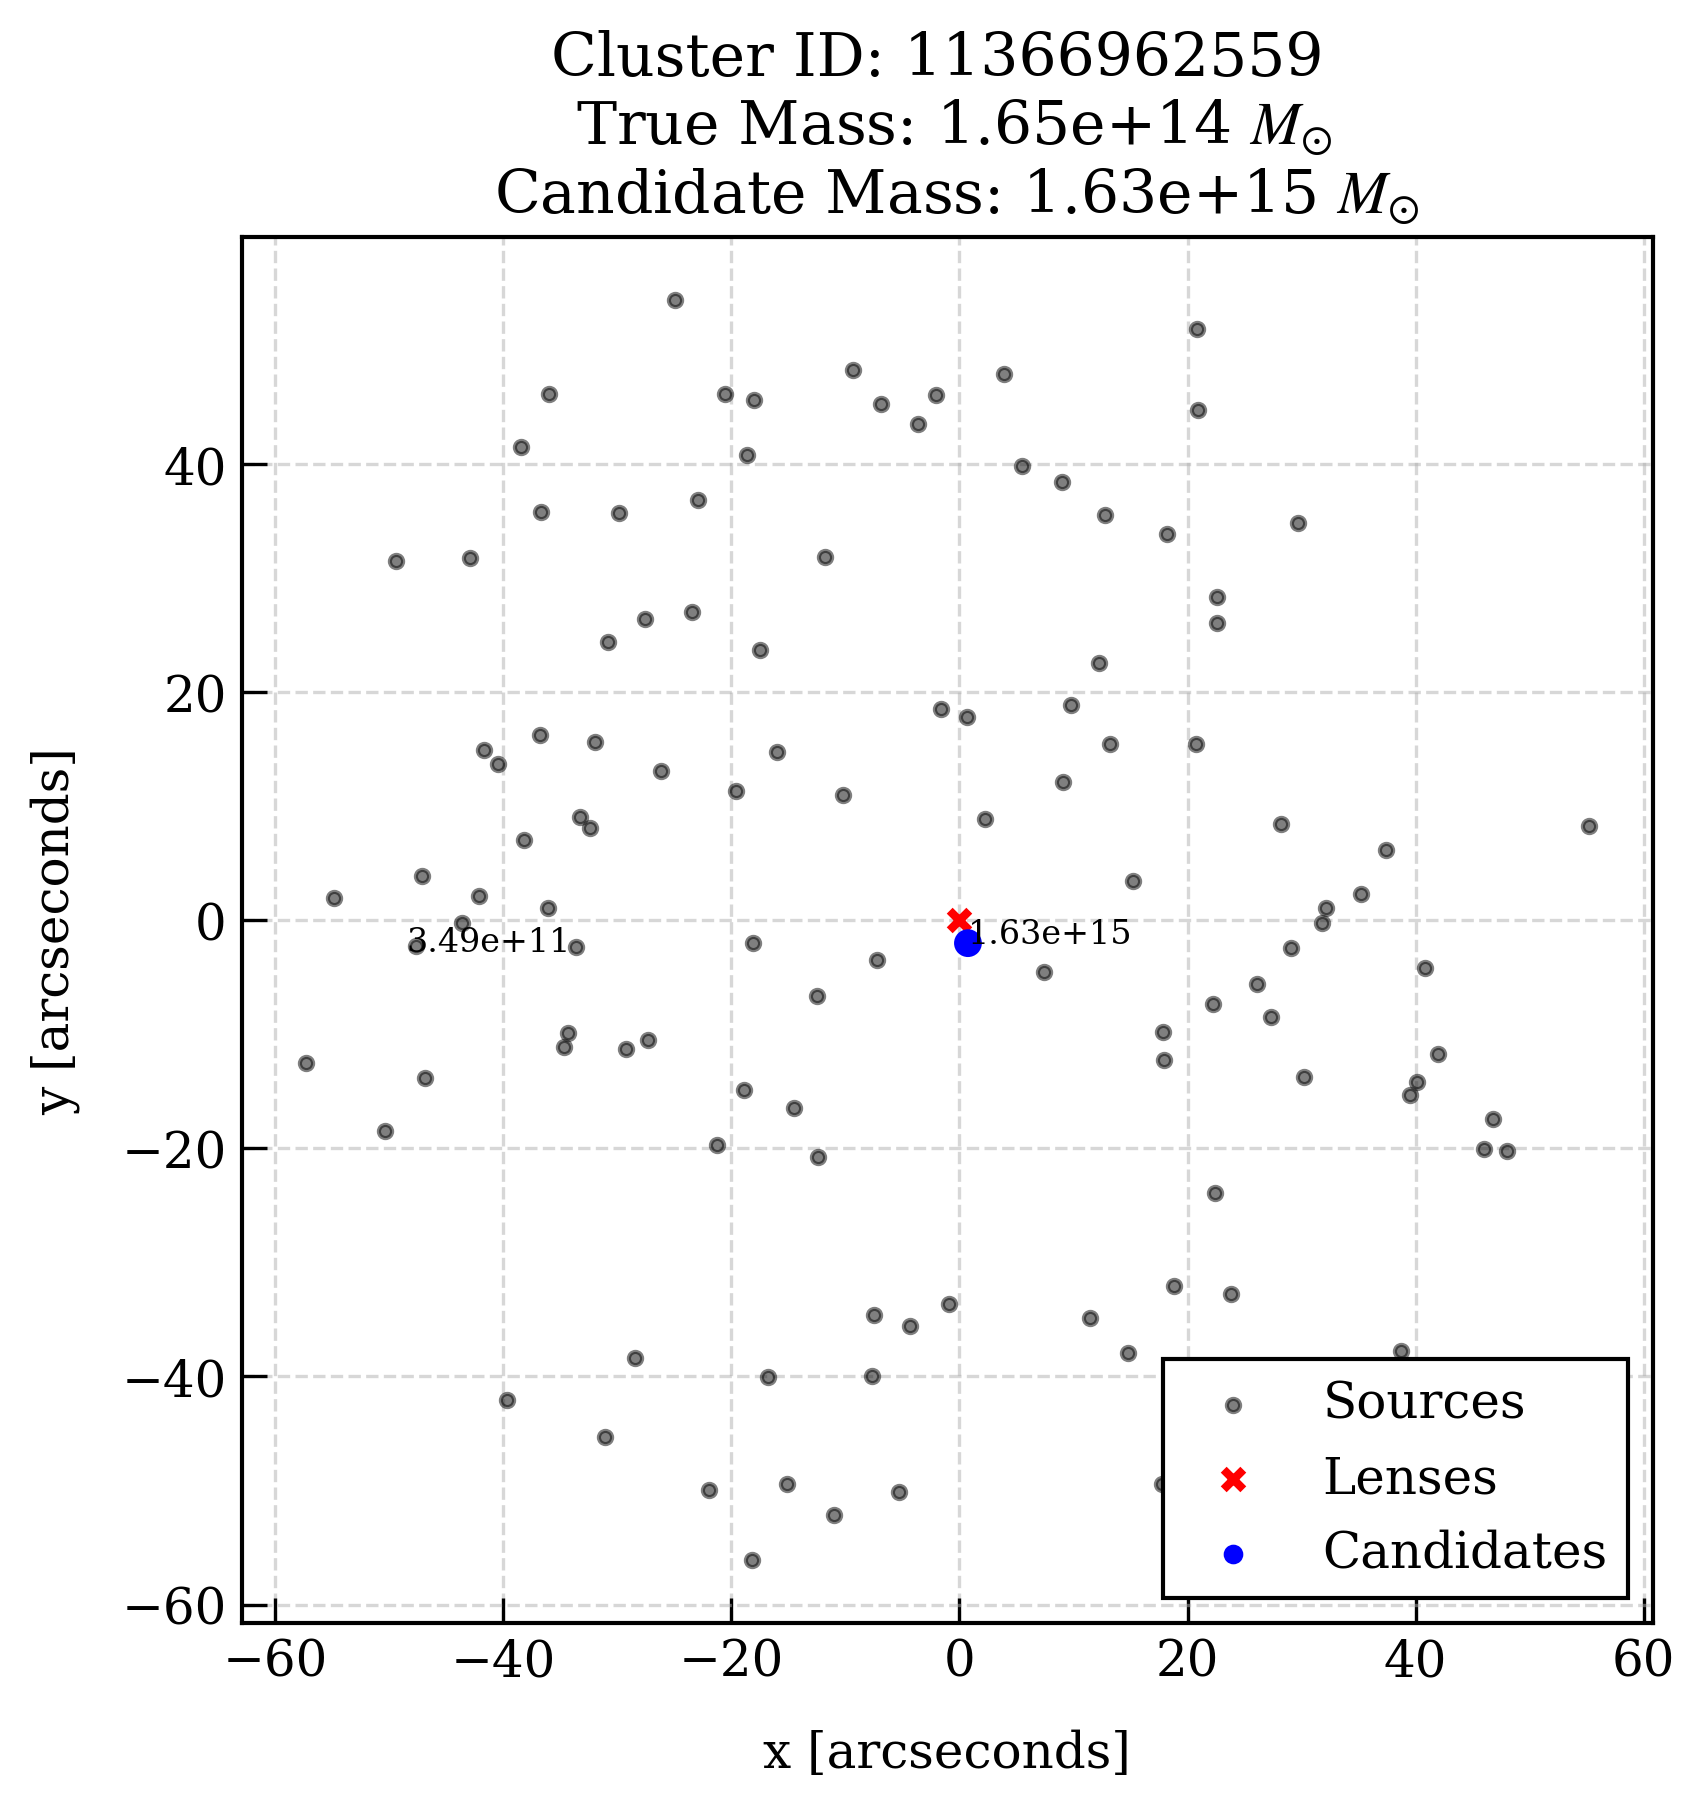 Cluster ID: 11366962559
True Mass: 1.65e+14 M⊙
Candidate Mass: 1.63e+15 M⊙
y [arcseconds]
40
20
0
−20
−40
−60
3.49e+11
1.63e+15
Sources
Lenses
Candidates
−60 −40 −20 0 20 40 60
x [arcseconds]